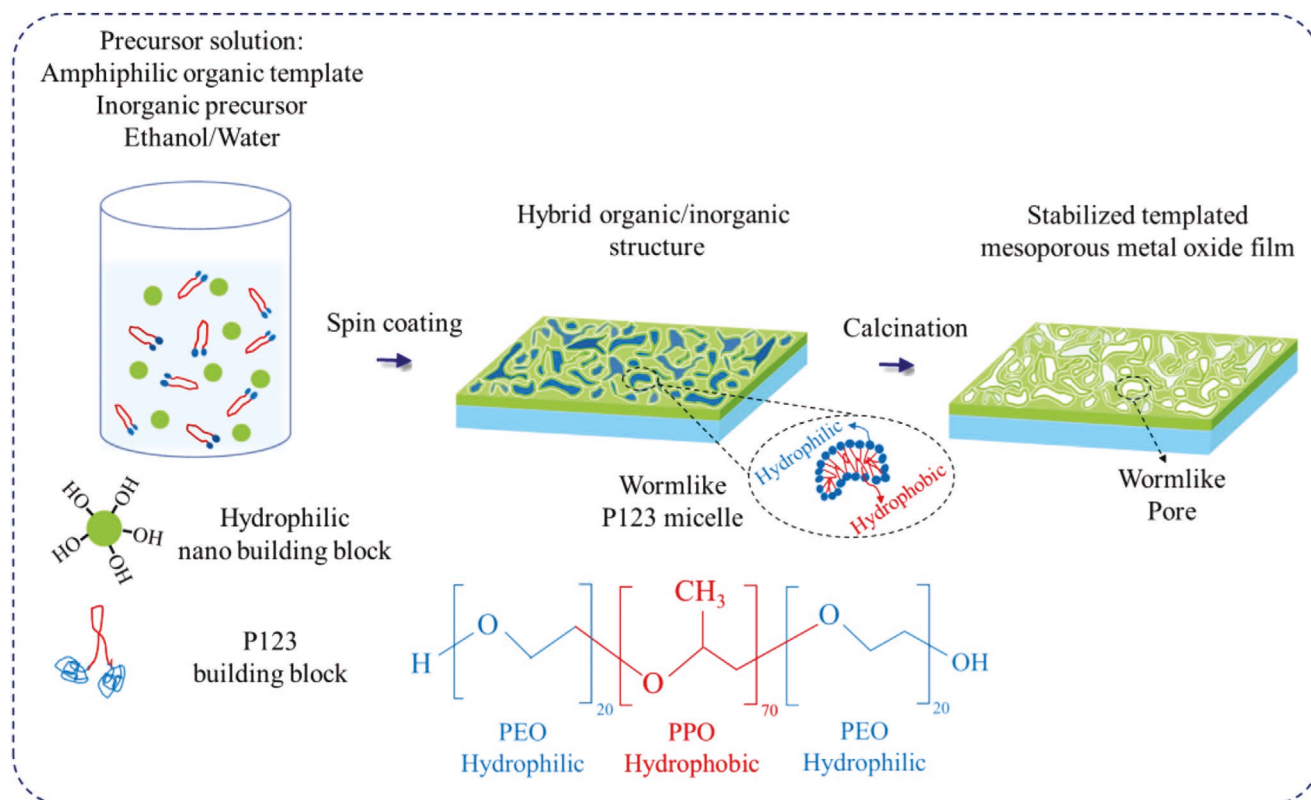 Precursor solution:
Amphiphilic organic template
Inorganic precursor
Ethanol/Water
Spin coating
Hybrid organic/inorganic
structure
Calcination
Stabilized templated
mesoporous metal oxide film
Wormlike
P123 micelle
Hydrophilic
Hydrophobic
Wormlike
Pore
HO
OH
HO
OH
HO
OH
Hydrophilic
nano building block
P123
building block
H
O
20
O
CH3
70
O
20
OH
PEO
Hydrophilic
PPO
Hydrophobic
PEO
Hydrophilic